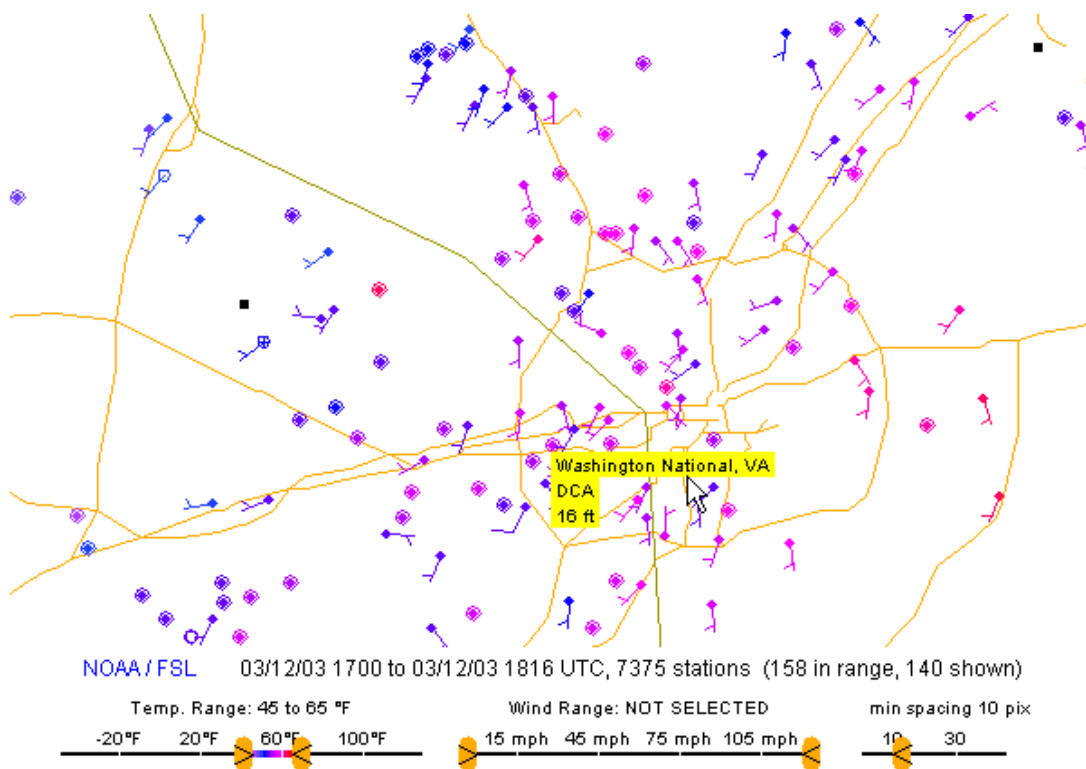 Washington National, VA
DCA
16 ft
NOAA / FSL 03/12/03 1700 to 03/12/03 1816 UTC, 7375 stations (158 in range, 140 shown)
Temp. Range: 45 to 65 °F Wind Range: NOT SELECTED min spacing 10 pix
-20°F 20°F 60°F 100°F 15 mph 45 mph 75 mph 105 mph 10 30